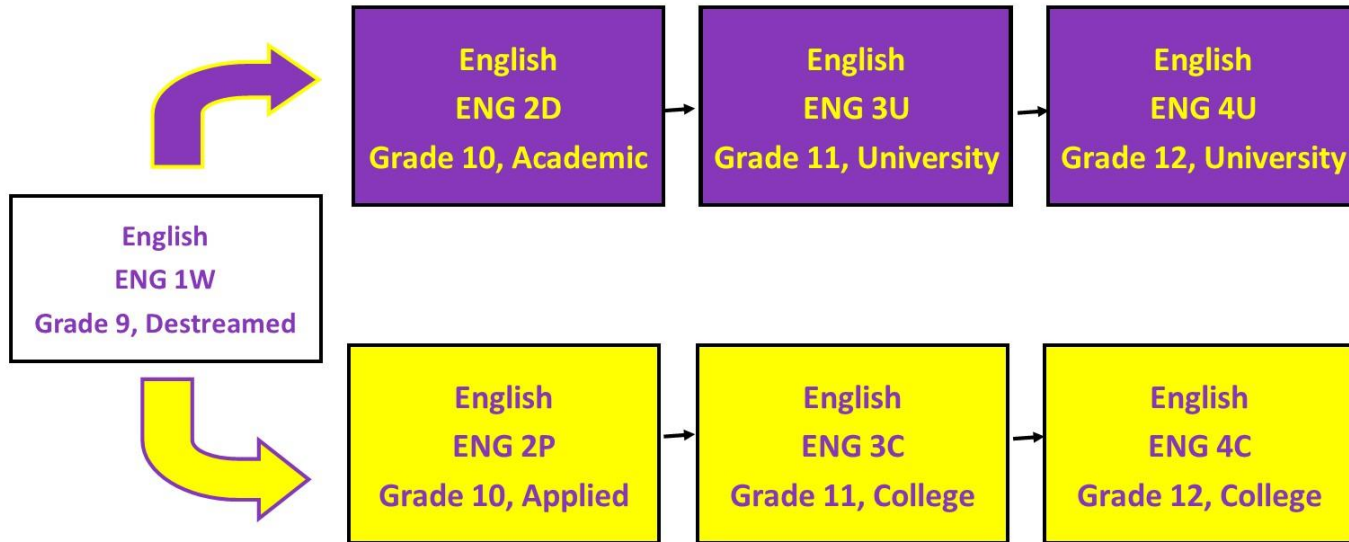 English
ENG 2D
Grade 10, Academic
English
ENG 3U
Grade 11, University
English
ENG 4U
Grade 12, University
English
ENG 1W
Grade 9, Destreamed
English
ENG 2P
Grade 10, Applied
English
ENG 3C
Grade 11, College
English
ENG 4C
Grade 12, College